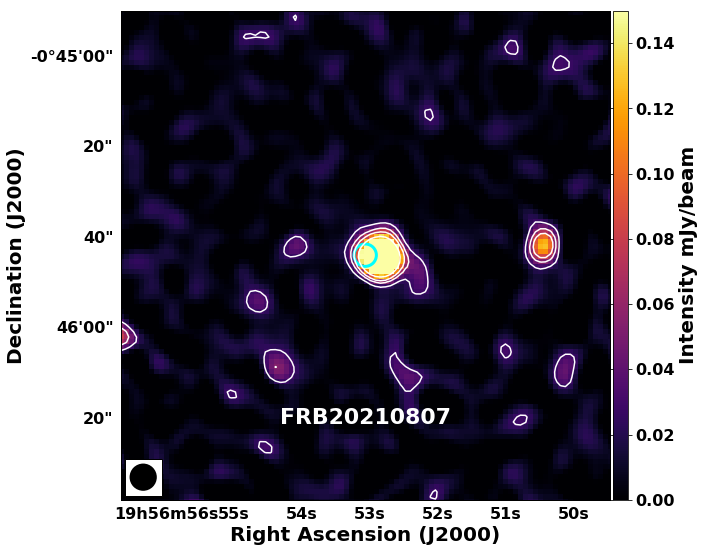 -0°45'00"
20"
40"
46'00"
20"
Declination (J2000)
FRB20210807
19h56m56s55s 54s 53s 52s 51s 50s
Right Ascension (J2000)
0.14
0.12
0.10
0.08
0.06
0.04
0.02
0.00
Intensity mJy/beam